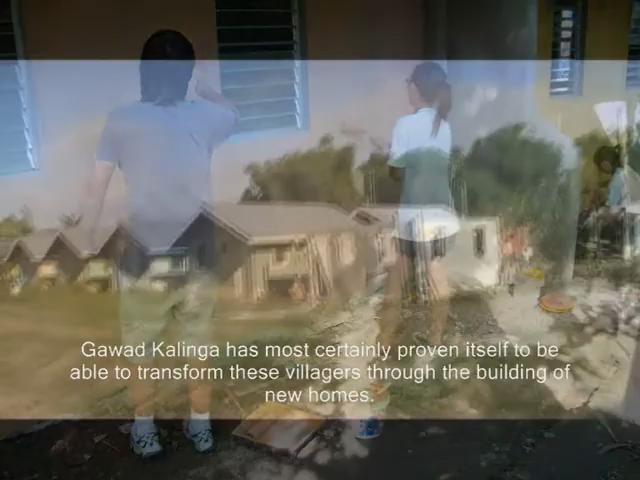 Gawad Kalinga has most certainly proven itself to be
able to transform these villagers through the building of
new homes.